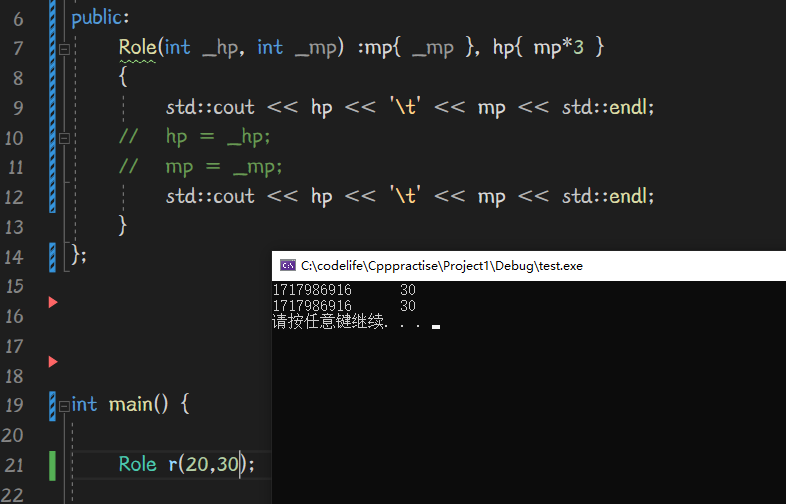 6 public:
7 Role(int _hp, int _mp) :mp{ _mp }, hp{ mp*3 }
8 {
9 std::cout << hp << '\t' << mp << std::endl;
10 // hp = _hp;
11 // mp = _mp;
12 std::cout << hp << '\t' << mp << std::endl;
13 }
14 };
15
16
17
18
19 int main() {
20
21 Role r(20,30);
22
C:\codelife\Cpppractise\Project1\Debug\test.exe
1717986916 30
1717986916 30
请按任意键继续. . .